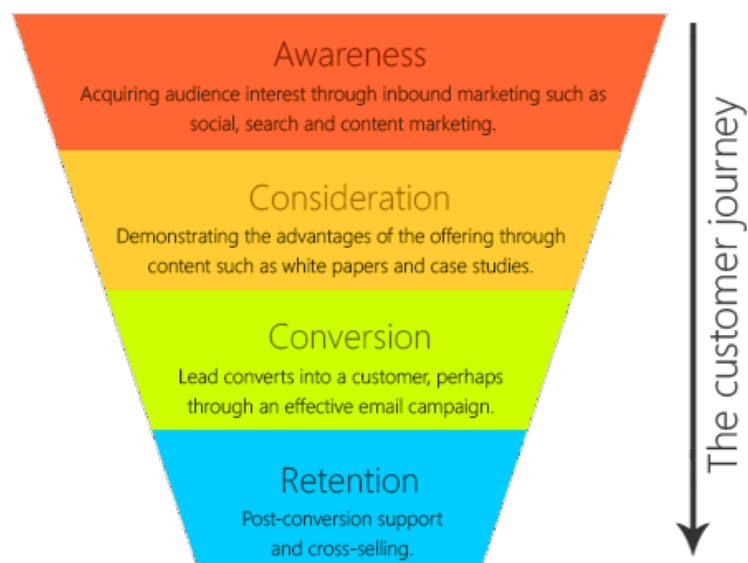 Awareness
Acquiring audience interest through inbound marketing such as
social, search and content marketing.
Consideration
Demonstrating the advantages of the offering through
content such as white papers and case studies.
Conversion
Lead converts into a customer, perhaps
through an effective email campaign.
Retention
Post-conversion support
and cross-selling.
The customer journey